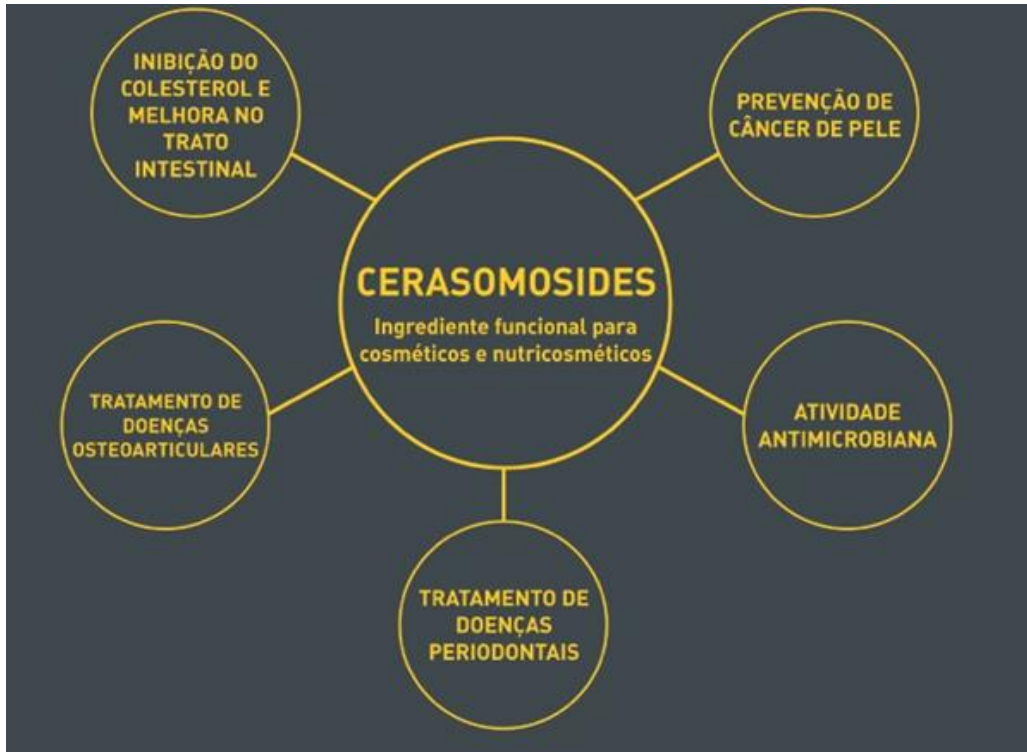 INIBIÇÃO DO
COLESTEROL E
MELHORA NO
TRATO
INTESTINAL
PREVENÇÃO DE
CÂNCER DE PELE
CERASOMOSIDES
Ingrediente funcional para
cosméticos e nutricosméticos
TRATAMENTO DE
DOENÇAS
OSTEOARTICULARES
ATIVIDADE
ANTIMICROBIANA
TRATAMENTO DE
DOENÇAS
PERIODONTAIS